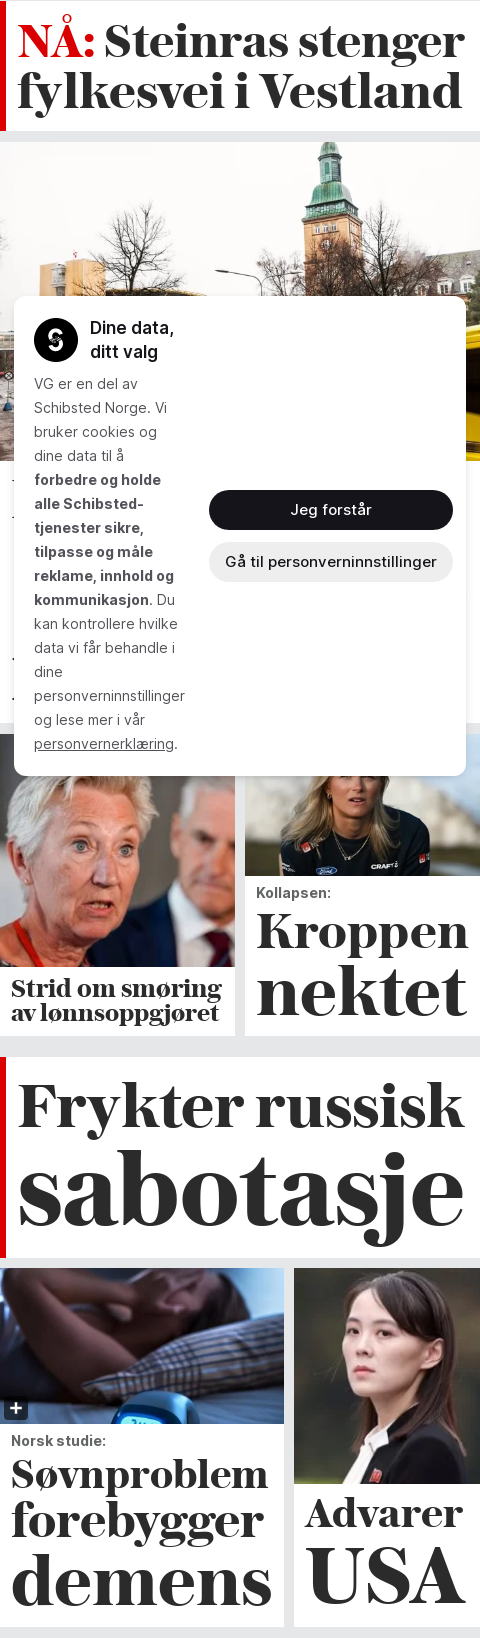 NÅ: Steinras stenger
fylkesvei i Vestland
Dine data,
ditt valg
VG er en del av
Schibsted Norge. Vi
bruker cookies og
dine data til å
forbedre og holde
alle Schibsted-
tjenester sikre,
tilpasse og måle
reklame, innhold og
kommunikasjon. Du
kan kontrollere hvilke
data vi får behandle i
dine
personverninnstillinger
og lese mer i vår
personvernerklæring.
Jeg forstår
Gå til personverninnstillinger
Ford
CRAFT
Strid om smøring
av lønnsoppgjøret
Kollapsen:
Kroppen
nektet
Frykter russisk
sabotasje
Norsk studie:
Søvnproblem
forebygger
demens
Advarer
USA